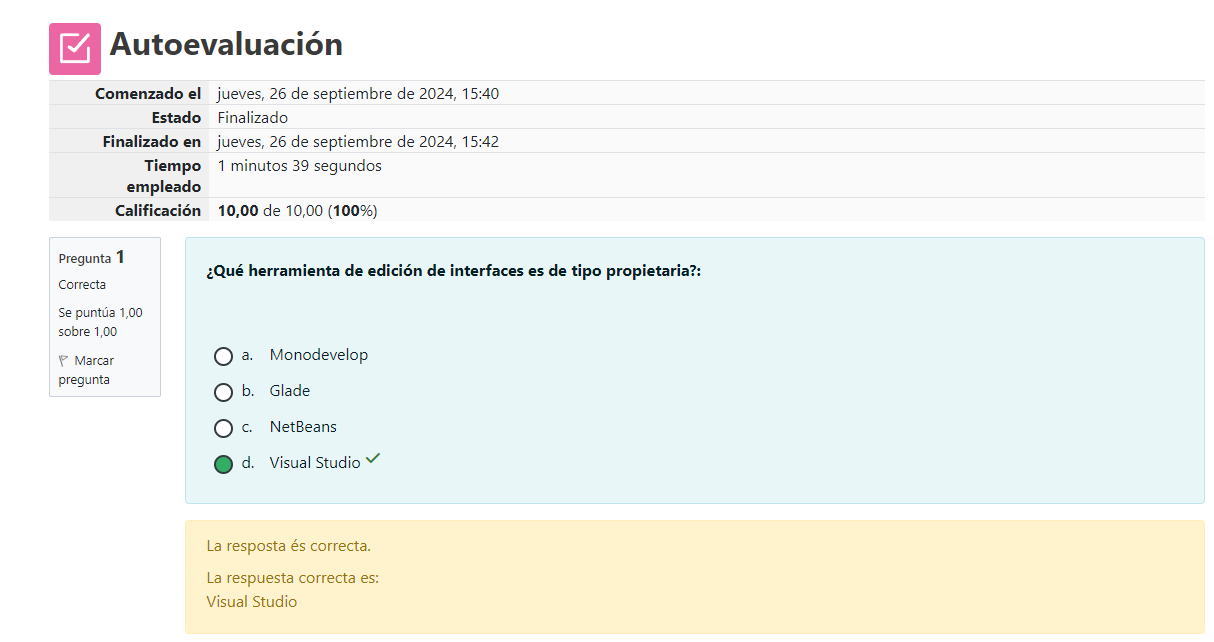 Autoevaluación
Comenzado el jueves, 26 de septiembre de 2024, 15:40
Estado Finalizado
Finalizado en jueves, 26 de septiembre de 2024, 15:42
Tiempo empleado 1 minutos 39 segundos
Calificación 10,00 de 10,00 (100%)
Pregunta 1
Correcta
Se puntúa 1,00
sobre 1,00
Marcar
pregunta
¿Qué herramienta de edición de interfaces es de tipo propietaria?:
a. Monodevelop
b. Glade
c. NetBeans
d. Visual Studio
La resposta és correcta.
La respuesta correcta es:
Visual Studio